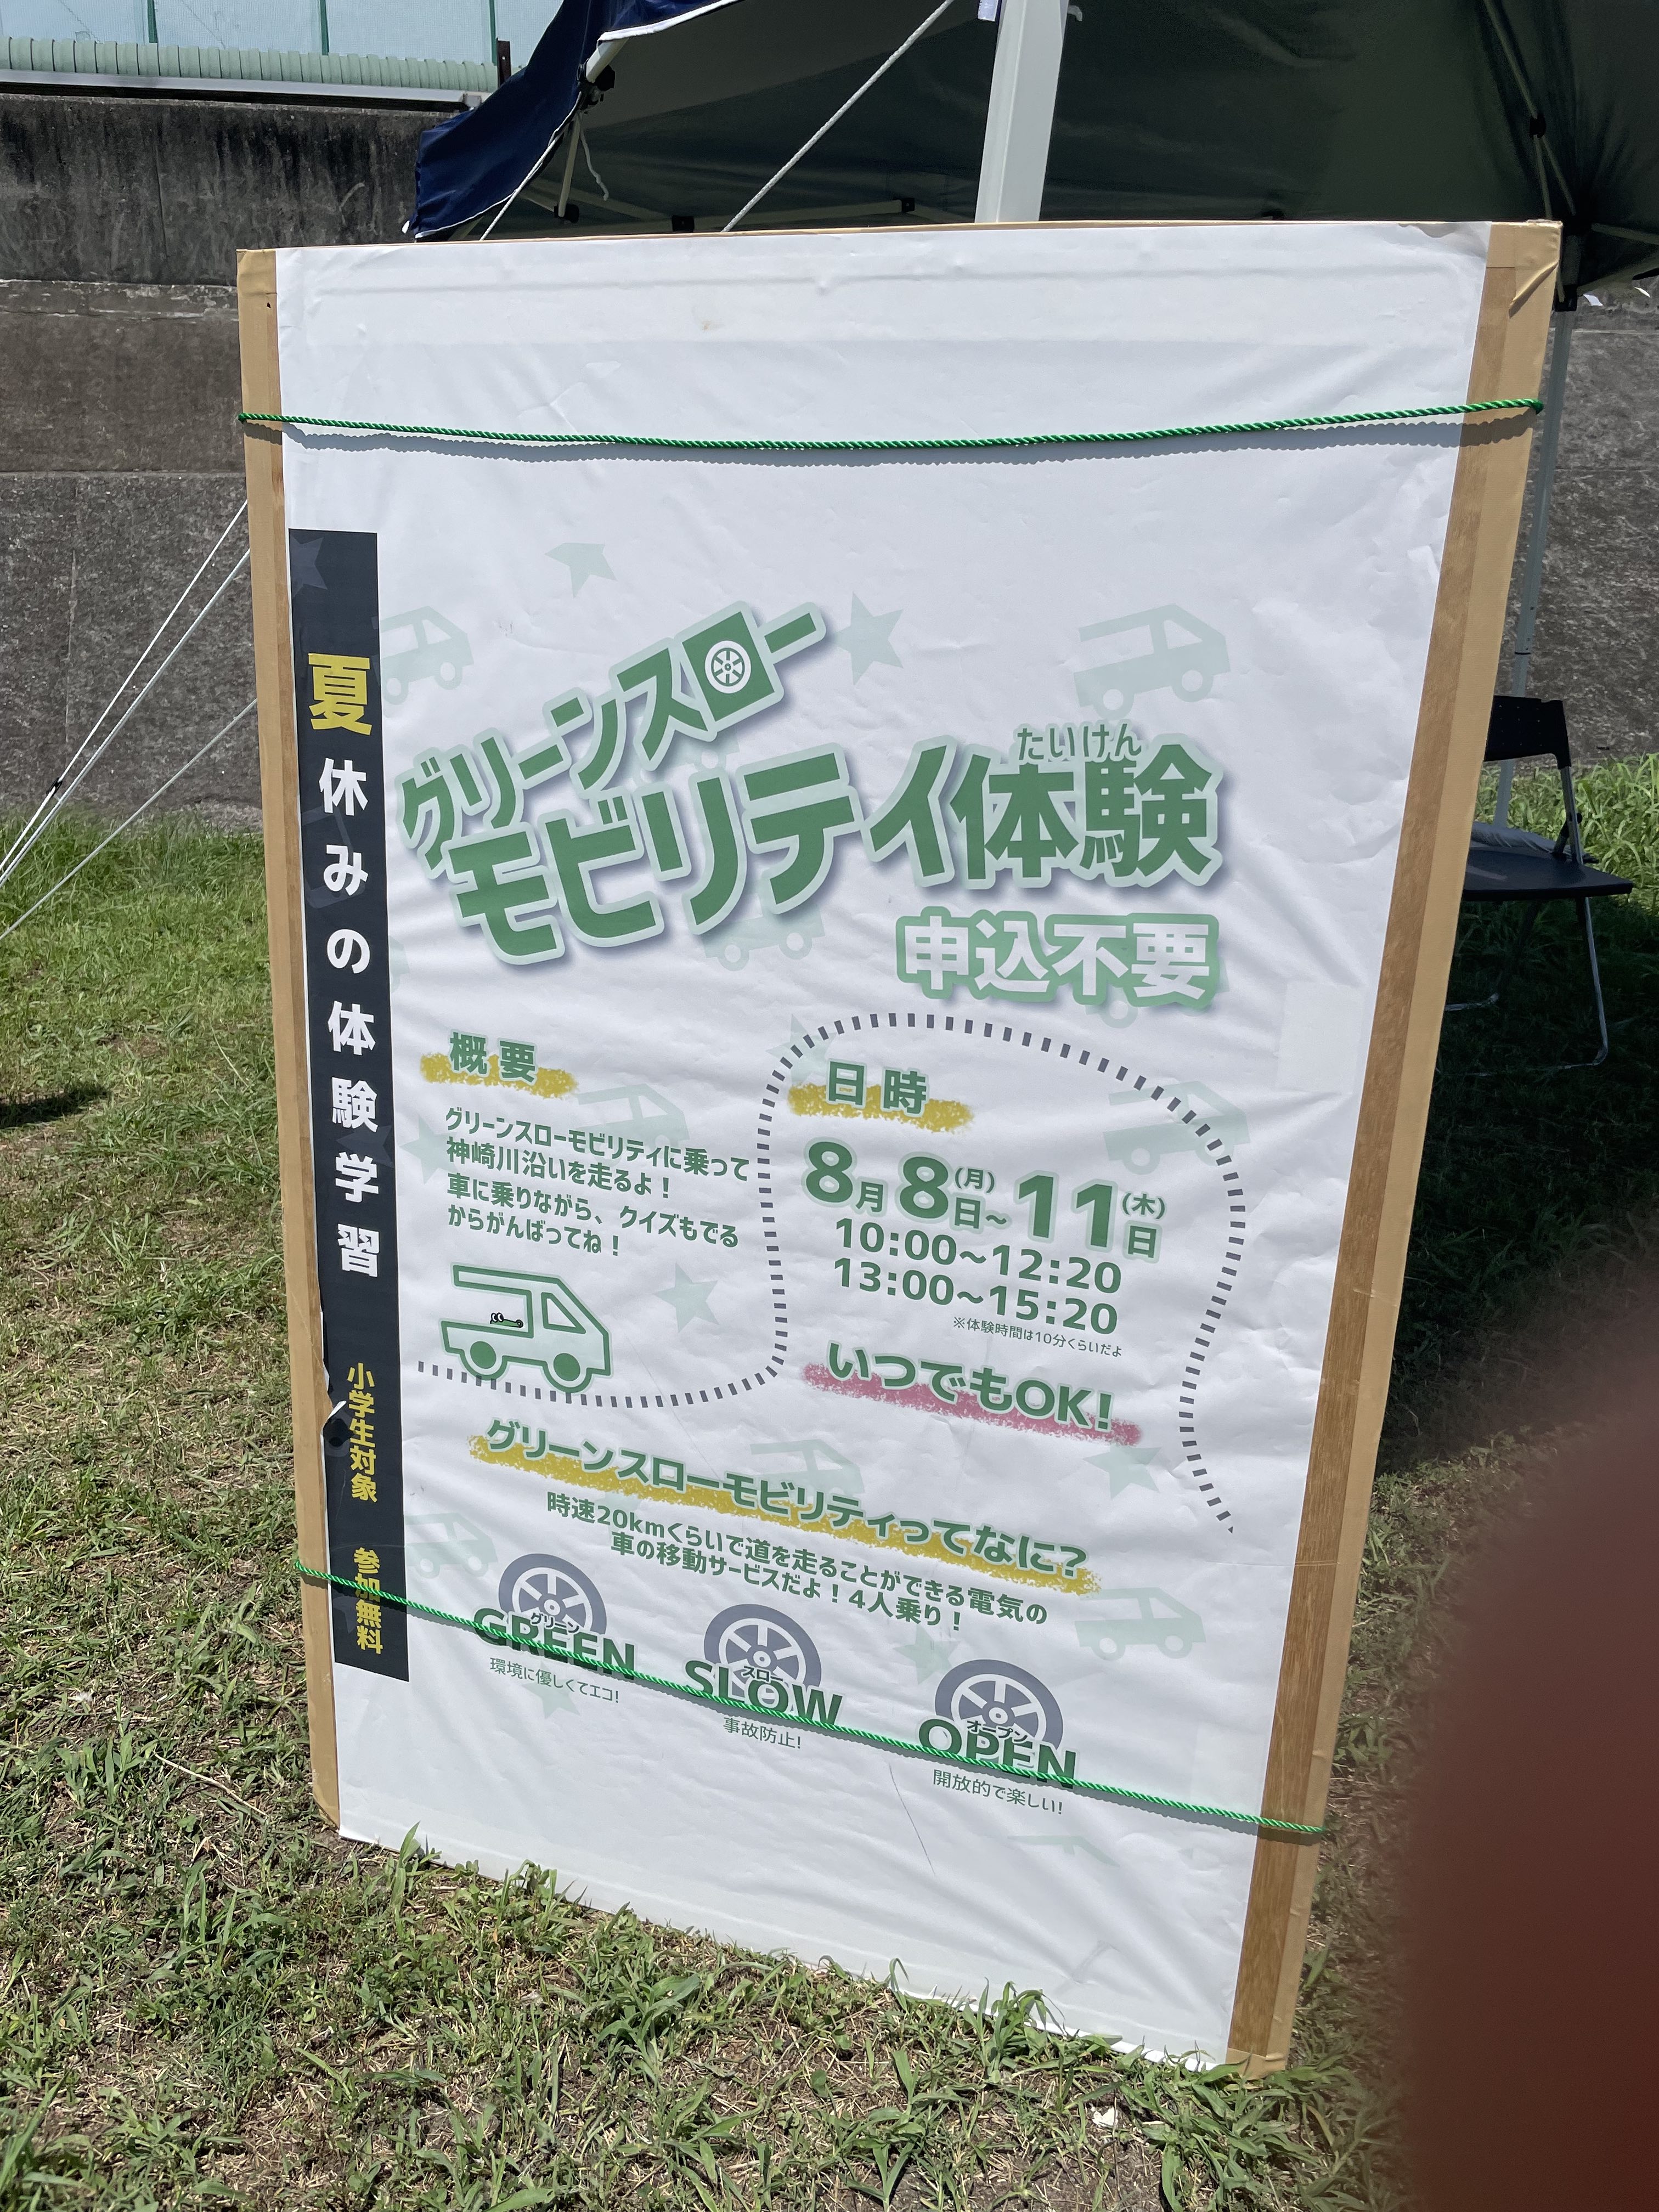 夏休みの体験学習
小学生対象 参加無料
グリーンスロー
たいけん
モビリティ体験
申込不要
概要
グリーンスローモビリティに乗って
神崎川沿いを走るよ！
車に乗りながら、クイズもでる
からがんばってね！
日時
8月8日(月)～11日(木)
10:00～12:20
13:00～15:20
※体験時間は10分くらいだよ
いつでもOK!
グリーンスローモビリティってなに?
時速20kmくらいで道を走ることができる電気の
車の移動サービスだよ！4人乗り！
グリーン
GREEN
環境に優しくてエコ!
スロー
SLOW
事故防止!
オープン
OPEN
開放的で楽しい!